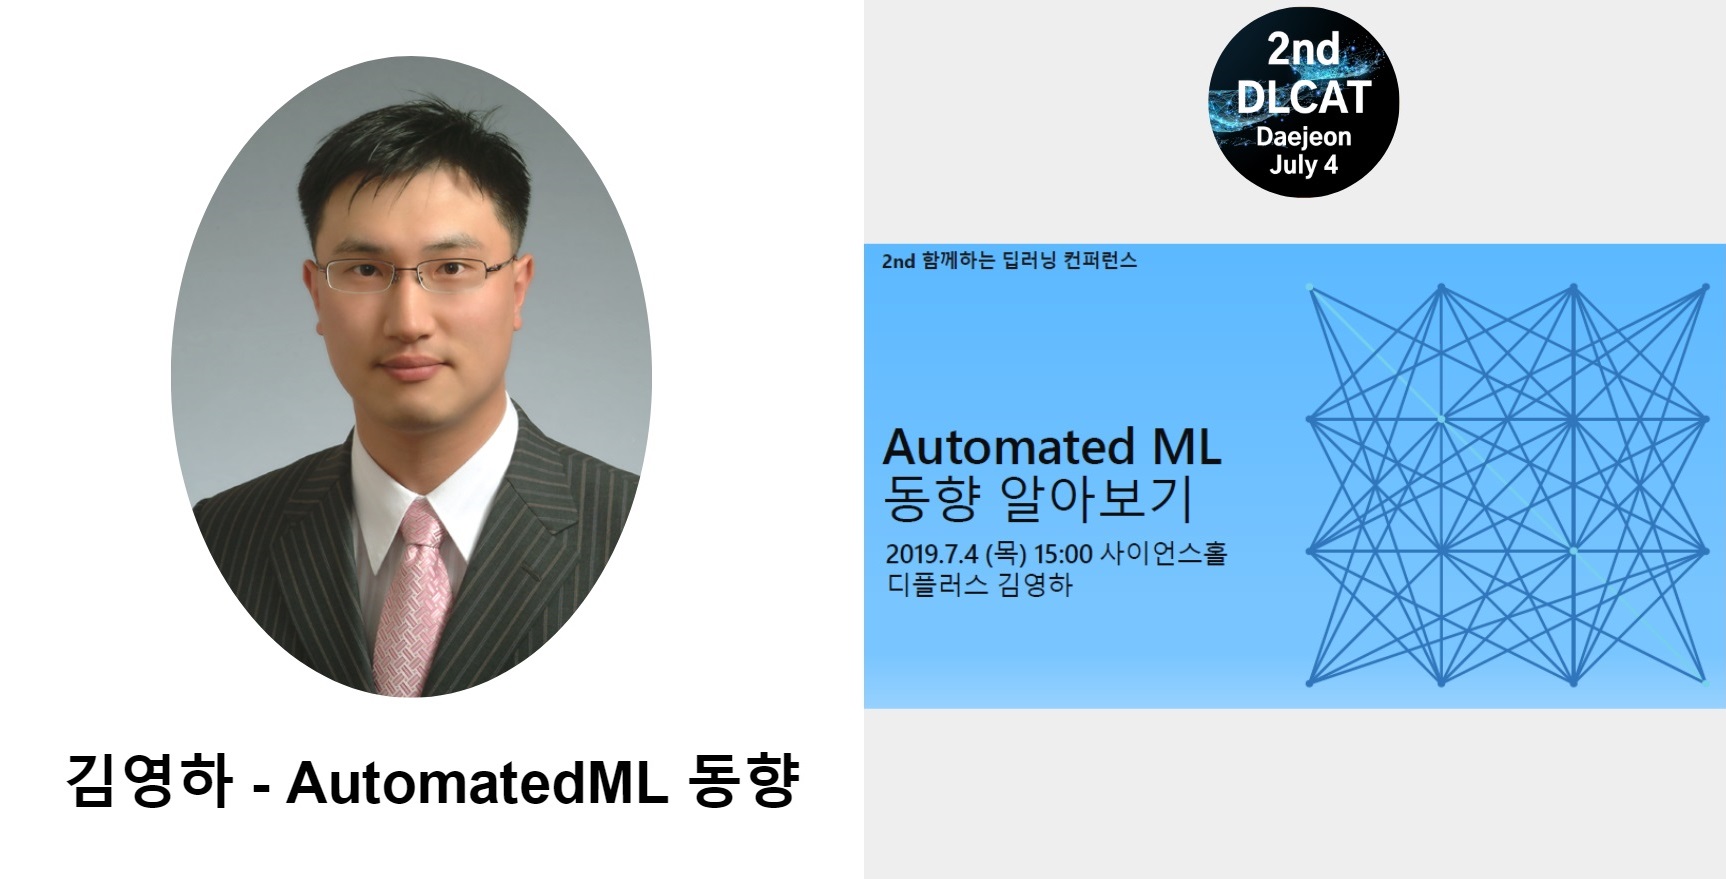 김영하 - AutomatedML 동향
2nd
DLCAT
Daejeon
July 4
2nd 함께하는 딥러닝 컨퍼런스
Automated ML
동향 알아보기
2019.7.4 (목) 15:00 사이언스홀
디플러스 김영하